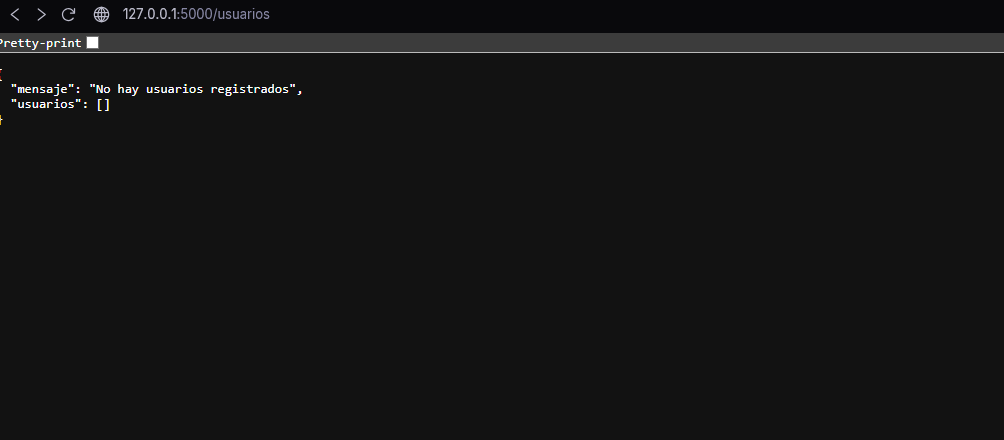 127.0.0.1:5000/usuarios
Pretty-print
{
"mensaje": "No hay usuarios registrados",
"usuarios": []
}